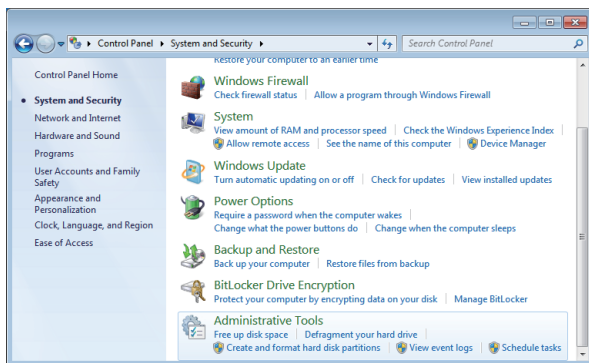 Control Panel ▸ System and Security ▸
Search Control Panel
Control Panel Home
System and Security
Network and Internet
Hardware and Sound
Programs
User Accounts and Family
Safety
Appearance and
Personalization
Clock, Language, and Region
Ease of Access
Restore your computer to an earlier time
Windows Firewall
Check firewall status | Allow a program through Windows Firewall
System
View amount of RAM and processor speed | Check the Windows Experience Index |
Allow remote access | See the name of this computer | Device Manager
Windows Update
Turn automatic updating on or off | Check for updates | View installed updates
Power Options
Require a password when the computer wakes |
Change what the power buttons do | Change when the computer sleeps
Backup and Restore
Back up your computer | Restore files from backup
BitLocker Drive Encryption
Protect your computer by encrypting data on your disk | Manage BitLocker
Administrative Tools
Free up disk space | Defragment your hard drive |
Create and format hard disk partitions | View event logs | Schedule tasks